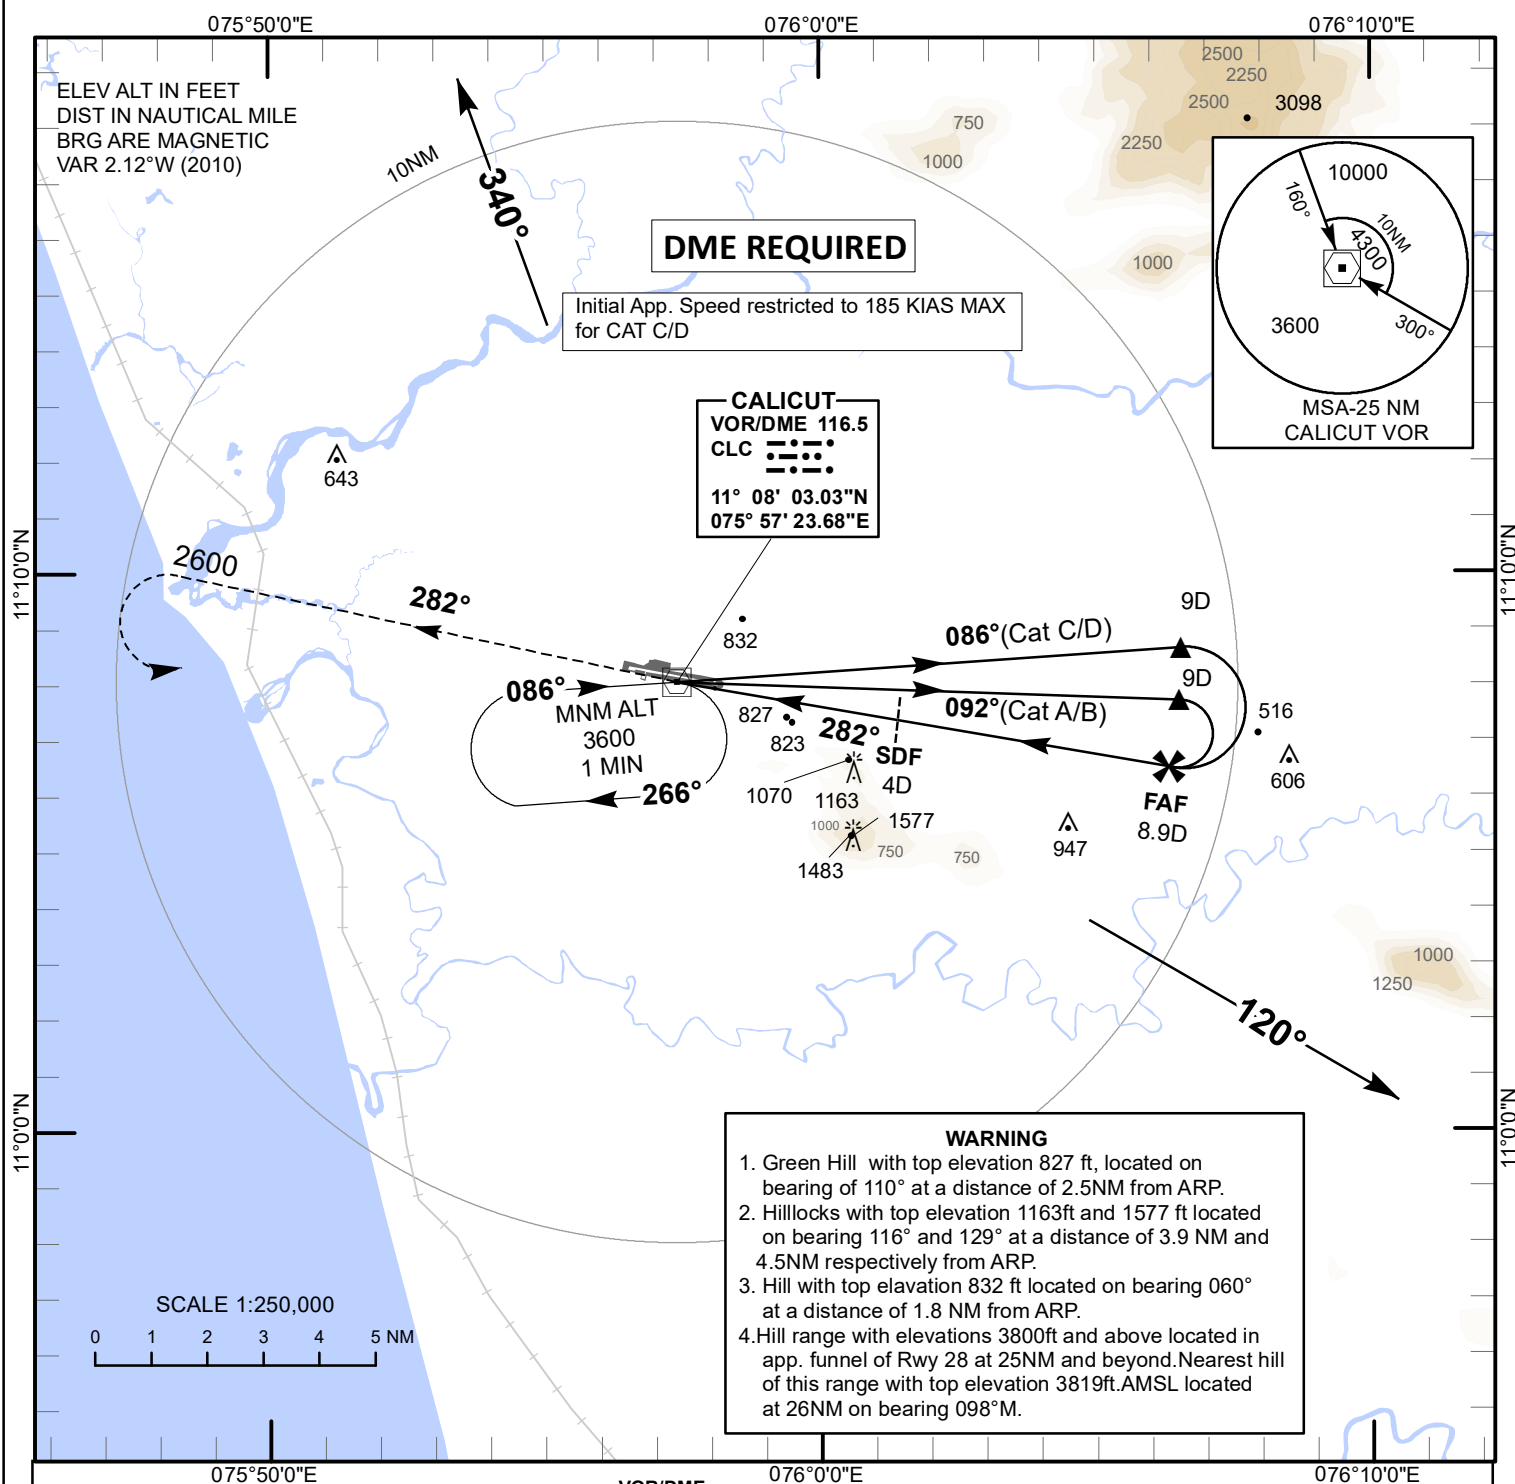 075°50'0"E
076°0'0"E
076°10'0"E
ELEV ALT IN FEET
DIST IN NAUTICAL MILE
BRG ARE MAGNETIC
VAR 2.12°W (2010)
10NM
340°
750
1000
2500
2250
2500
3098
2250
1000
DME REQUIRED
Initial App. Speed restricted to 185 KIAS MAX
for CAT C/D
10000
160°
10NM
4300
3600
300°
MSA-25 NM
CALICUT VOR
CALICUT
VOR/DME 116.5
CLC
11° 08' 03.03"N
075° 57' 23.68"E
643
11°10'0"N
11°10'0"N
2600
282°
832
086°(Cat C/D)
9D
9D
092°(Cat A/B)
086°
MNM ALT
3600
1 MIN
266°
827
823
282°
SDF
4D
516
606
1070
1163
1577
1000
750
750
1483
947
FAF
8.9D
1000
1250
120°
11°0'0"N
11°0'0"N
WARNING
1. Green Hill with top elevation 827 ft, located on
bearing of 110° at a distance of 2.5NM from ARP.
2. Hilllocks with top elevation 1163ft and 1577 ft located
on bearing 116° and 129° at a distance of 3.9 NM and
4.5NM respectively from ARP.
3. Hill with top elavation 832 ft located on bearing 060°
at a distance of 1.8 NM from ARP.
4.Hill range with elevations 3800ft and above located in
app. funnel of Rwy 28 at 25NM and beyond.Nearest hill
of this range with top elevation 3819ft.AMSL located
at 26NM on bearing 098°M.
SCALE 1:250,000
0 1 2 3 4 5 NM
075°50'0"E
VOR/DME
076°0'0"E
076°10'0"E